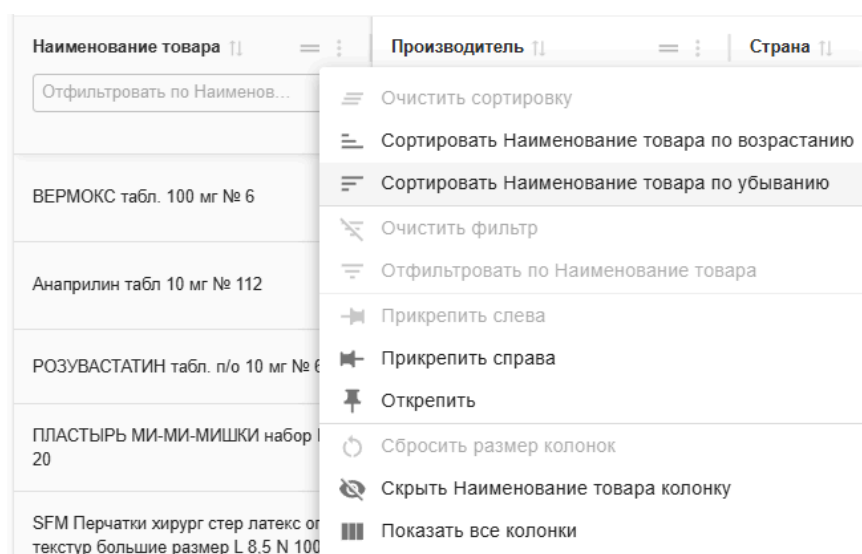 Наименование товара
Производитель
Страна
Отфильтровать по Наименов...
Очистить сортировку
Сортировать Наименование товара по возрастанию
Сортировать Наименование товара по убыванию
Очистить фильтр
Отфильтровать по Наименование товара
Прикрепить слева
Прикрепить справа
Открепить
Сбросить размер колонок
Скрыть Наименование товара колонку
Показать все колонки
ВЕРМОКС табл. 100 мг № 6
Анаприлин табл 10 мг № 112
РОЗУВАСТАТИН табл. п/о 10 мг №
ПЛАСТЫРЬ МИ-МИ-МИШКИ набор
20
SFM Перчатки хирург стер латекс
текстур большие размер L 8,5 N 100